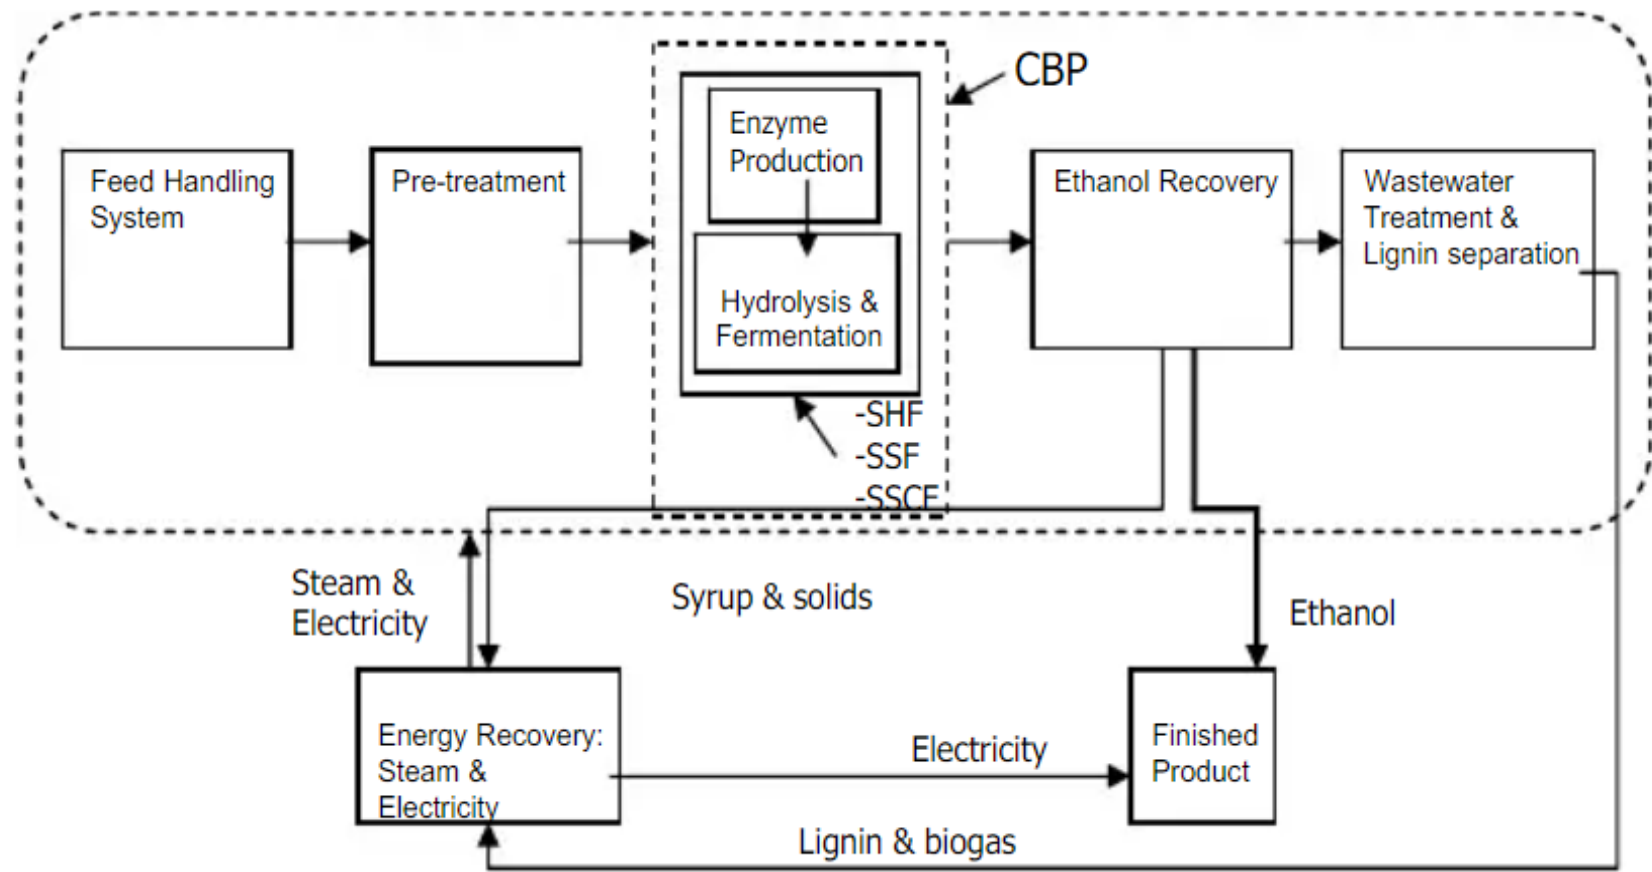 CBP
Feed Handling
System
Pre-treatment
Enzyme
Production
Hydrolysis &
Fermentation
Ethanol Recovery
Wastewater
Treatment &
Lignin separation
-SHF
-SSF
-SSCF
Steam &
Electricity
Syrup & solids
Ethanol
Energy Recovery:
Steam &
Electricity
Electricity
Finished
Product
Lignin & biogas